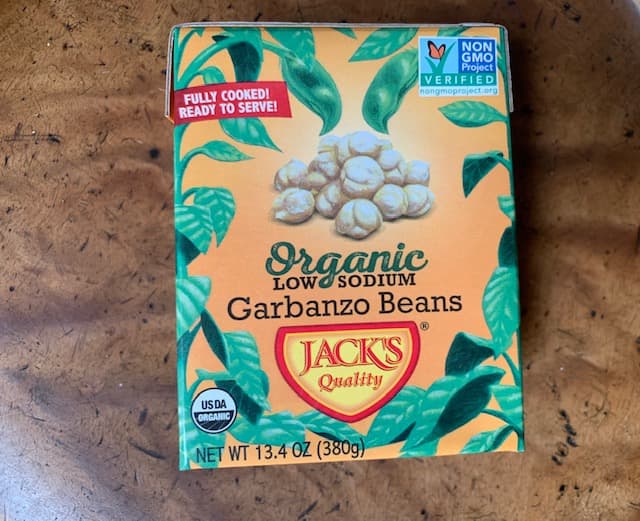 NON
GMO
Project
VERIFIED
nongmoproject.org
FULLY COOKED!
READY TO SERVE!
Organic
LOW SODIUM
Garbanzo Beans
JACK'S
Quality
®
USDA
ORGANIC
NET WT 13.4 OZ (380g)